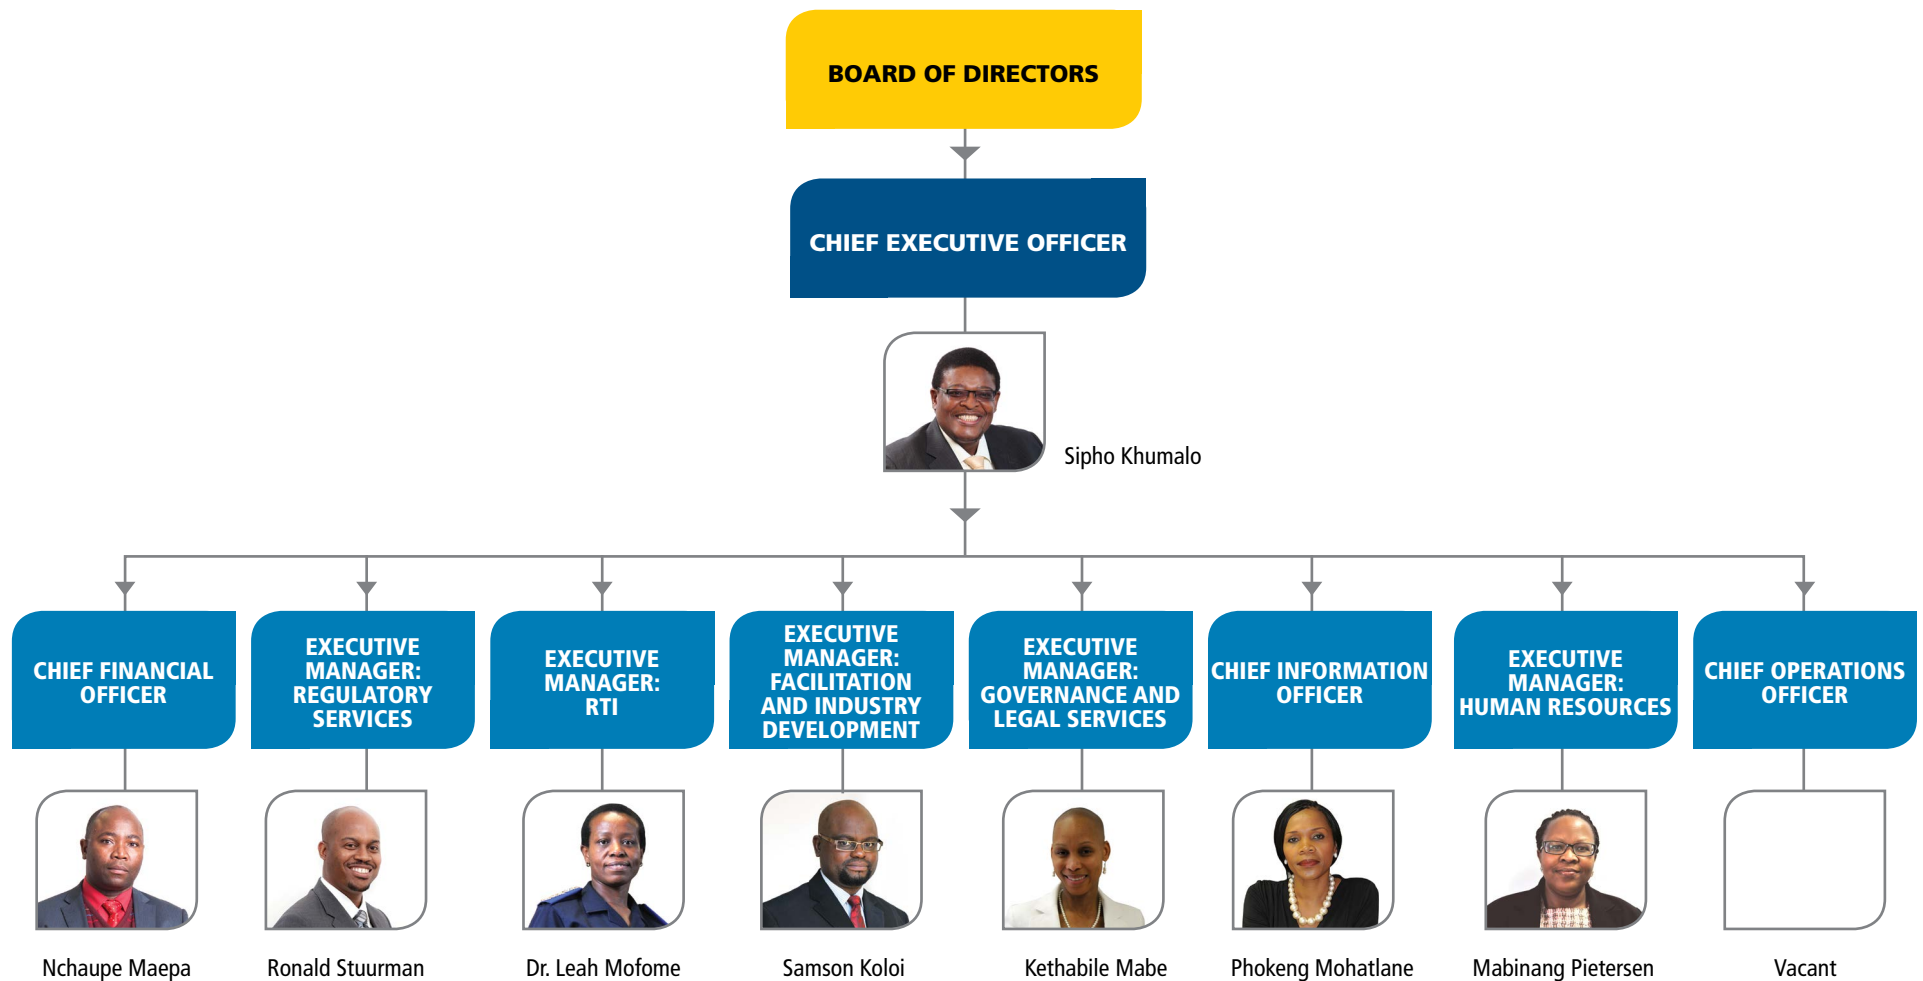 BOARD OF DIRECTORS
CHIEF EXECUTIVE OFFICER
Sipho Khumalo
CHIEF FINANCIAL
OFFICER
EXECUTIVE
MANAGER:
REGULATORY
SERVICES
EXECUTIVE
MANAGER:
RTI
EXECUTIVE
MANAGER:
FACILITATION
AND INDUSTRY
DEVELOPMENT
EXECUTIVE
MANAGER:
GOVERNANCE AND
LEGAL SERVICES
CHIEF INFORMATION
OFFICER
EXECUTIVE
MANAGER:
HUMAN RESOURCES
CHIEF OPERATIONS
OFFICER
Nchaupe Maepa
Ronald Stuurman
Dr. Leah Mofome
Samson Koloi
Kethabile Mabe
Phokeng Mohatlane
Mabinang Pietersen
Vacant